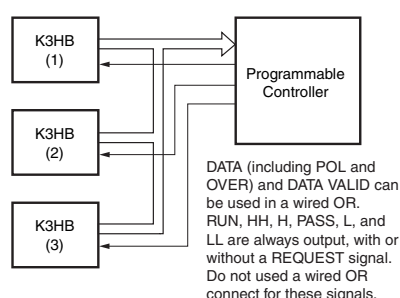 K3HB
(1)
Programmable
Controller
K3HB
(2)
K3HB
(3)
DATA (including POL and
OVER) and DATA VALID can
be used in a wired OR.
RUN, HH, H, PASS, L, and
LL are always output, with or
without a REQUEST signal.
Do not used a wired OR
connect for these signals.